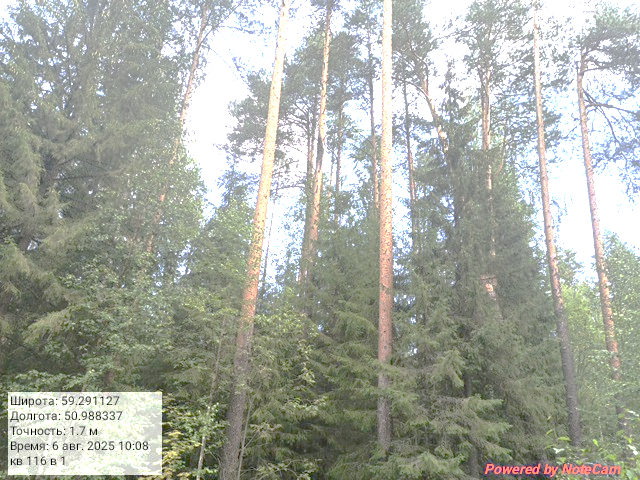 Широта: 59.291127
Долгота: 50.988337
Точность: 1.7 м
Время: 6 авг. 2025 10:08
кв 116 в 1
Powered by NoteCam